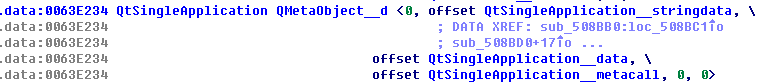 .data:0063E234 QtSingleApplication QMetaObject__d <0, offset QtSingleApplication__stringdata, \
.data:0063E234 ; DATA XREF: sub_508BB0:loc_508BC1↑o
.data:0063E234 ; sub_508BD0+17↑o ...
.data:0063E234 offset QtSingleApplication__data, \
.data:0063E234 offset QtSingleApplication__metacall, 0, 0>